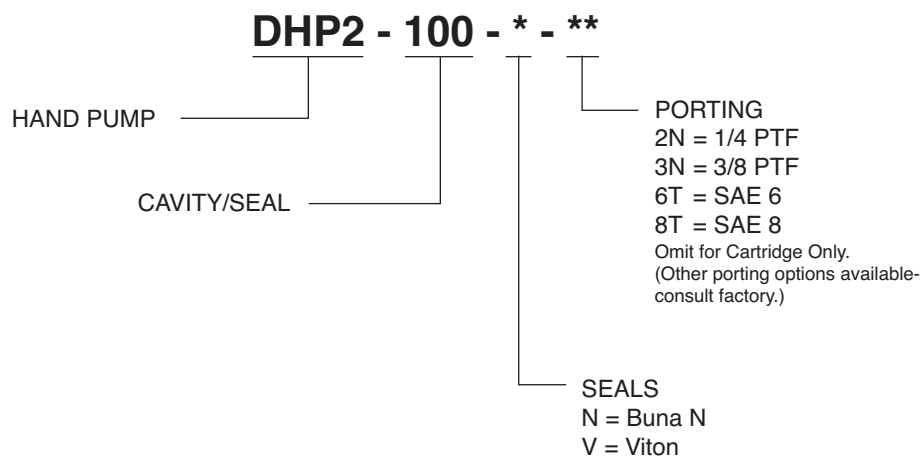 DHP2 - 100 - * - **
HAND PUMP
CAVITY/SEAL
PORTING
2N = 1/4 PTF
3N = 3/8 PTF
6T = SAE 6
8T = SAE 8
Omit for Cartridge Only.
(Other porting options available-
consult factory.)
SEALS
N = Buna N
V = Viton